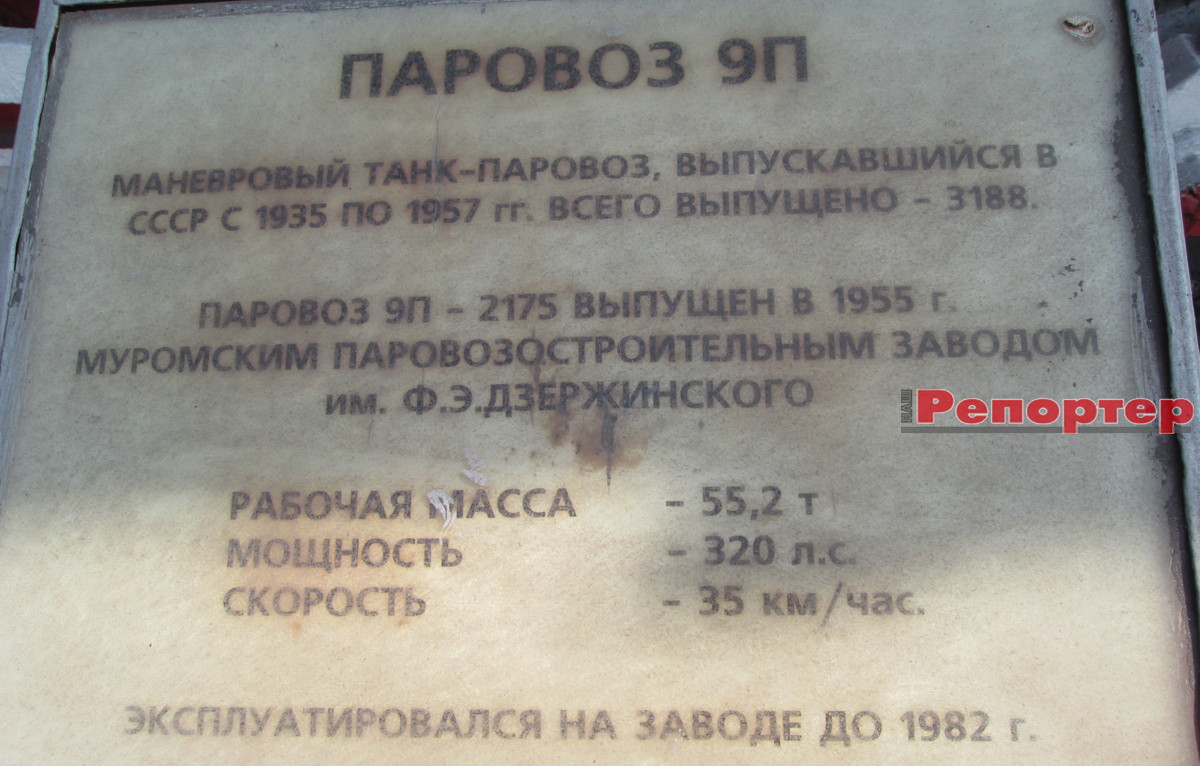 ПАРОВОЗ 9П
МАНЕВРОВЫЙ ТАНК-ПАРОВОЗ, ВЫПУСКАВШИЙСЯ В
СССР С 1935 ПО 1957 гг. ВСЕГО ВЫПУЩЕНО - 3188.
ПАРОВОЗ 9П - 2175 ВЫПУЩЕН В 1955 г.
МУРОМСКИМ ПАРОВОЗОСТРОИТЕЛЬНЫМ ЗАВОДОМ
им. Ф.Э.ДЗЕРЖИНСКОГО
НАШ Репортер
РАБОЧАЯ МАССА - 55,2 т
МОЩНОСТЬ - 320 л.с.
СКОРОСТЬ - 35 км/час.
ЭКСПЛУАТИРОВАЛСЯ НА ЗАВОДЕ ДО 1982 г.